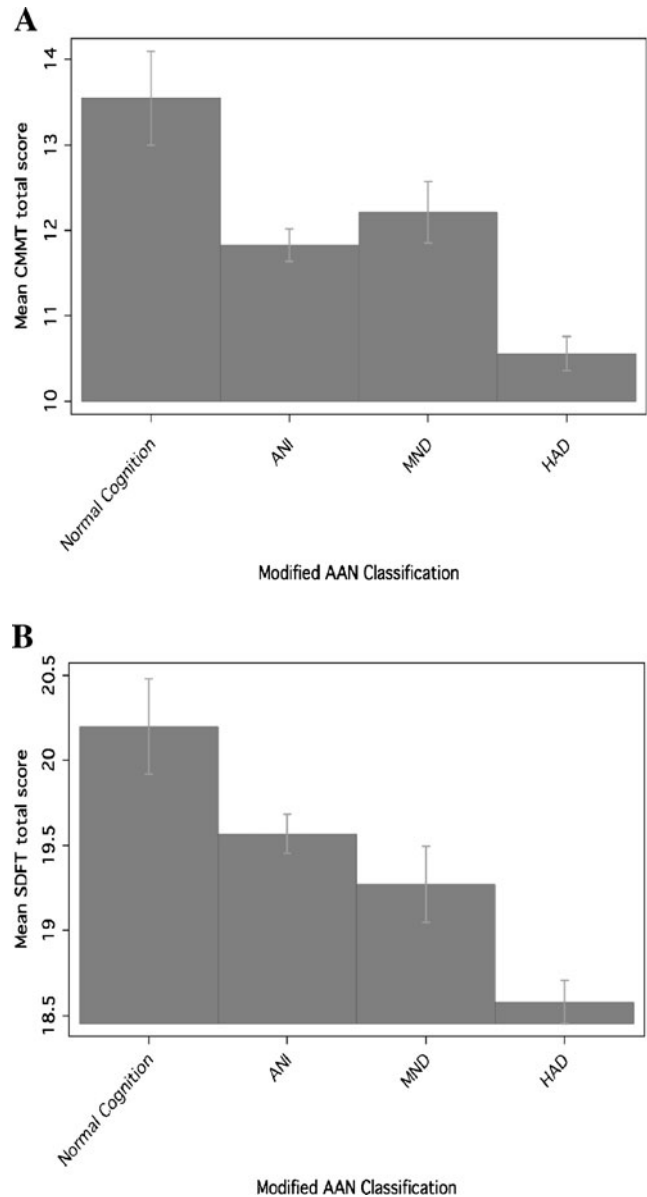 A
14
13
12
11
10
Mean CMMT total score
Normal Cognition
ANI
MND
HAD
Modified AAN Classification
B
20.5
20
19.5
19
18.5
Mean SDFT total score
Normal Cognition
ANI
MND
HAD
Modified AAN Classification